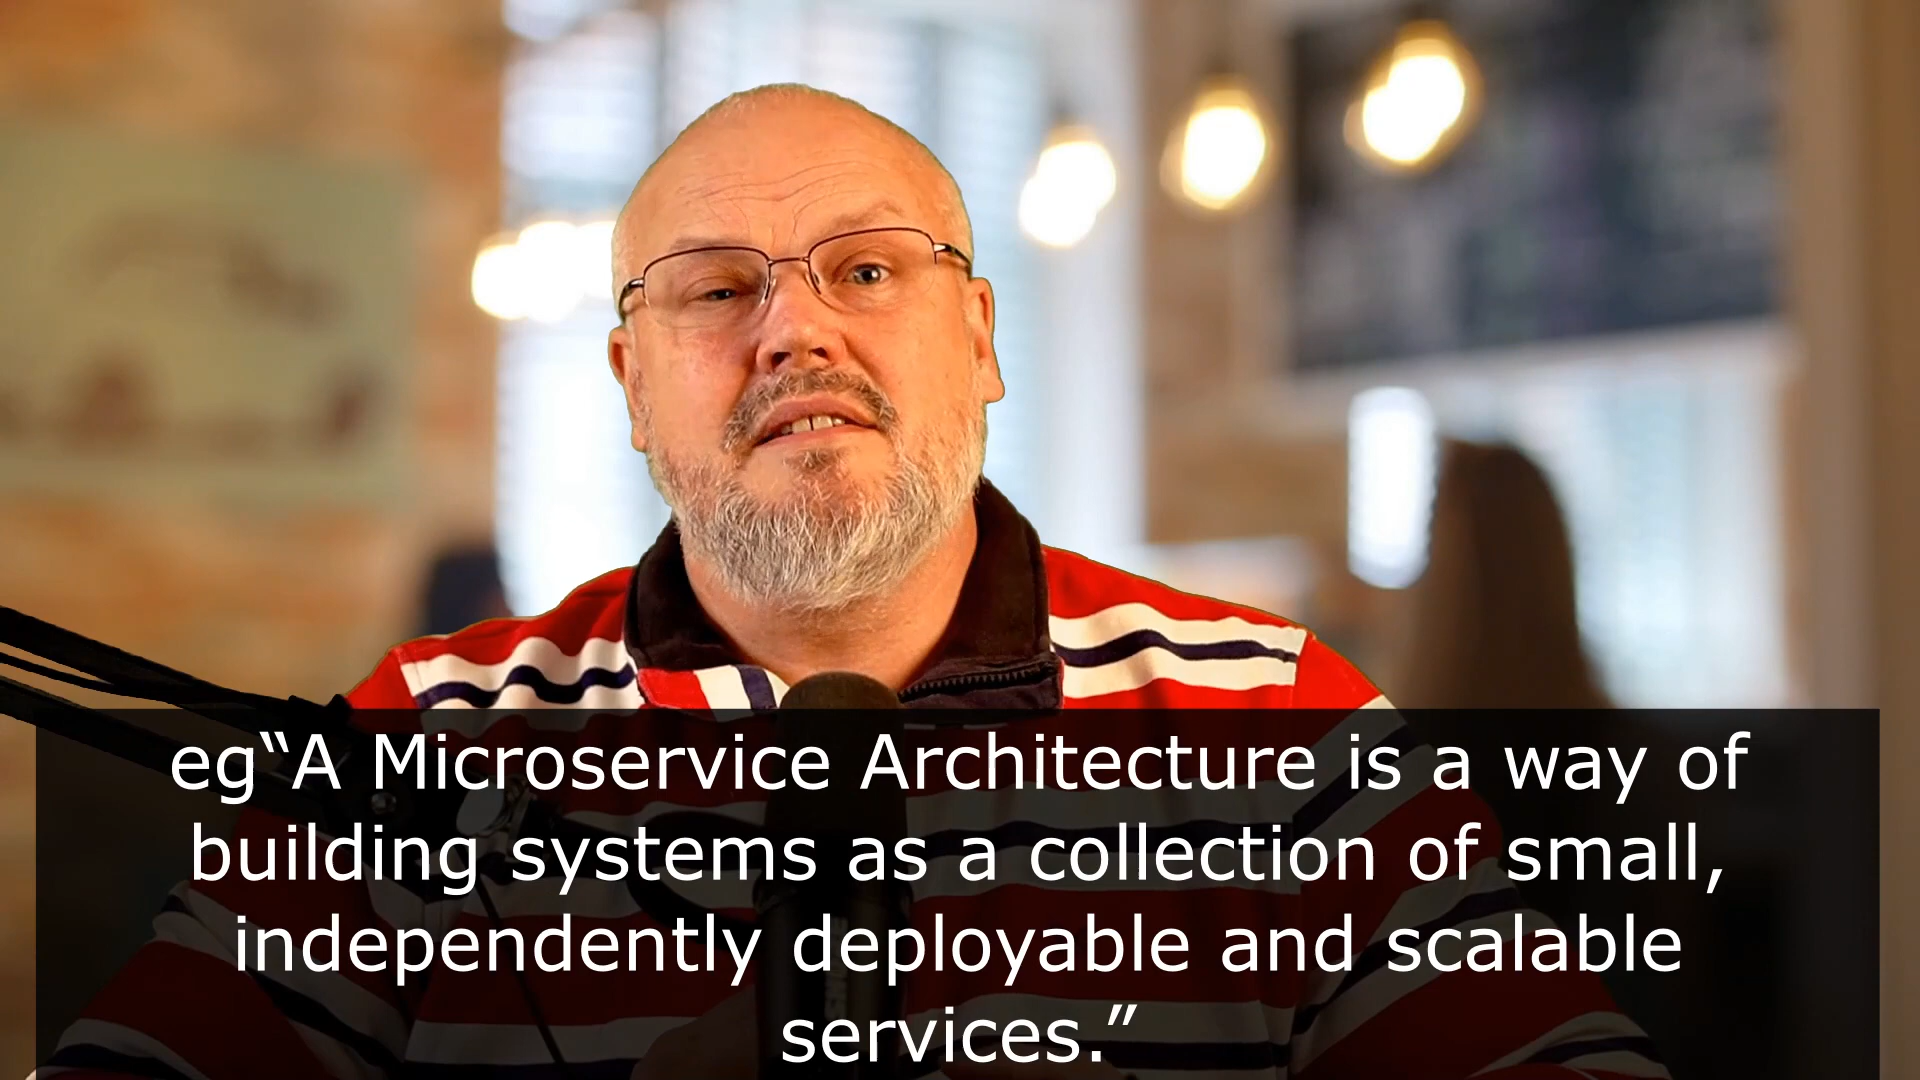 eg“A Microservice Architecture is a way of
building systems as a collection of small,
independently deployable and scalable
services.”